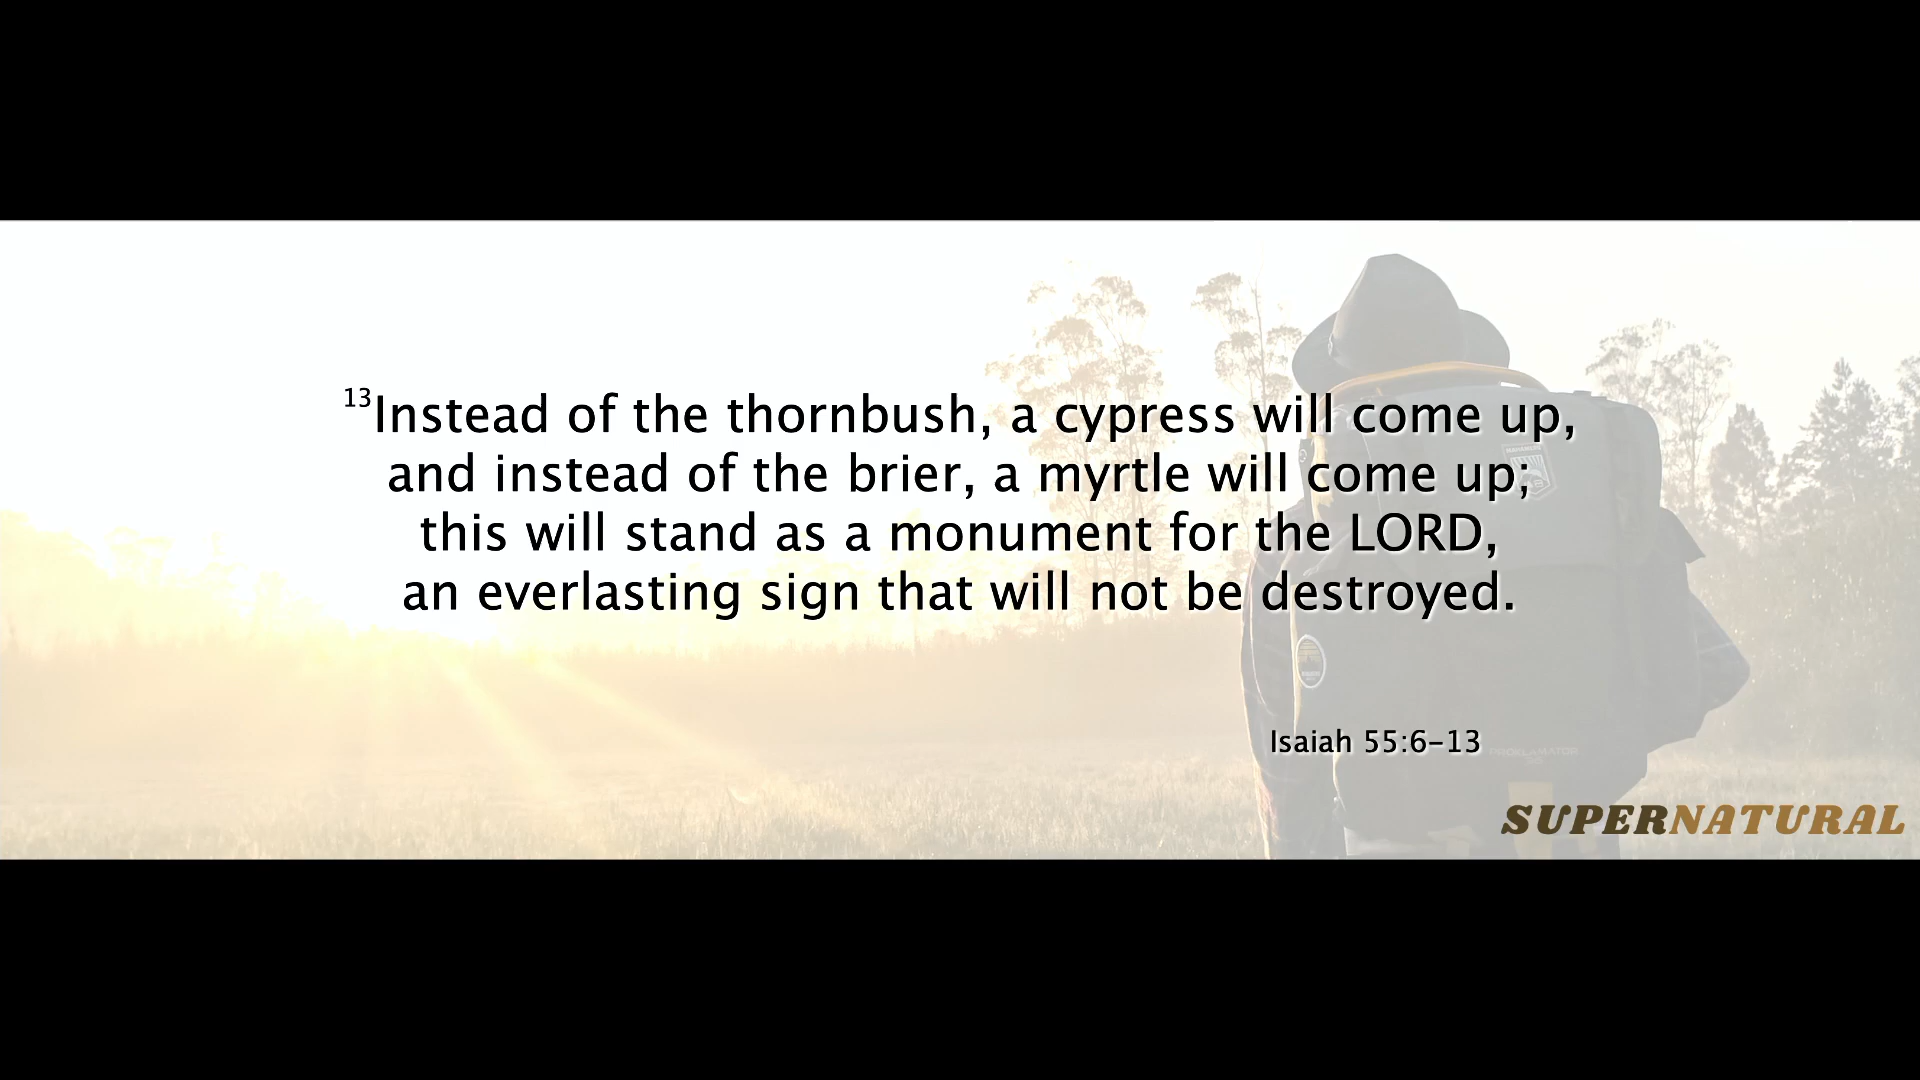 13Instead of the thornbush, a cypress will come up,
and instead of the brier, a myrtle will come up;
this will stand as a monument for the LORD,
an everlasting sign that will not be destroyed.
Isaiah 55:6–13
PROKLAMATOR
SUPERNATURAL